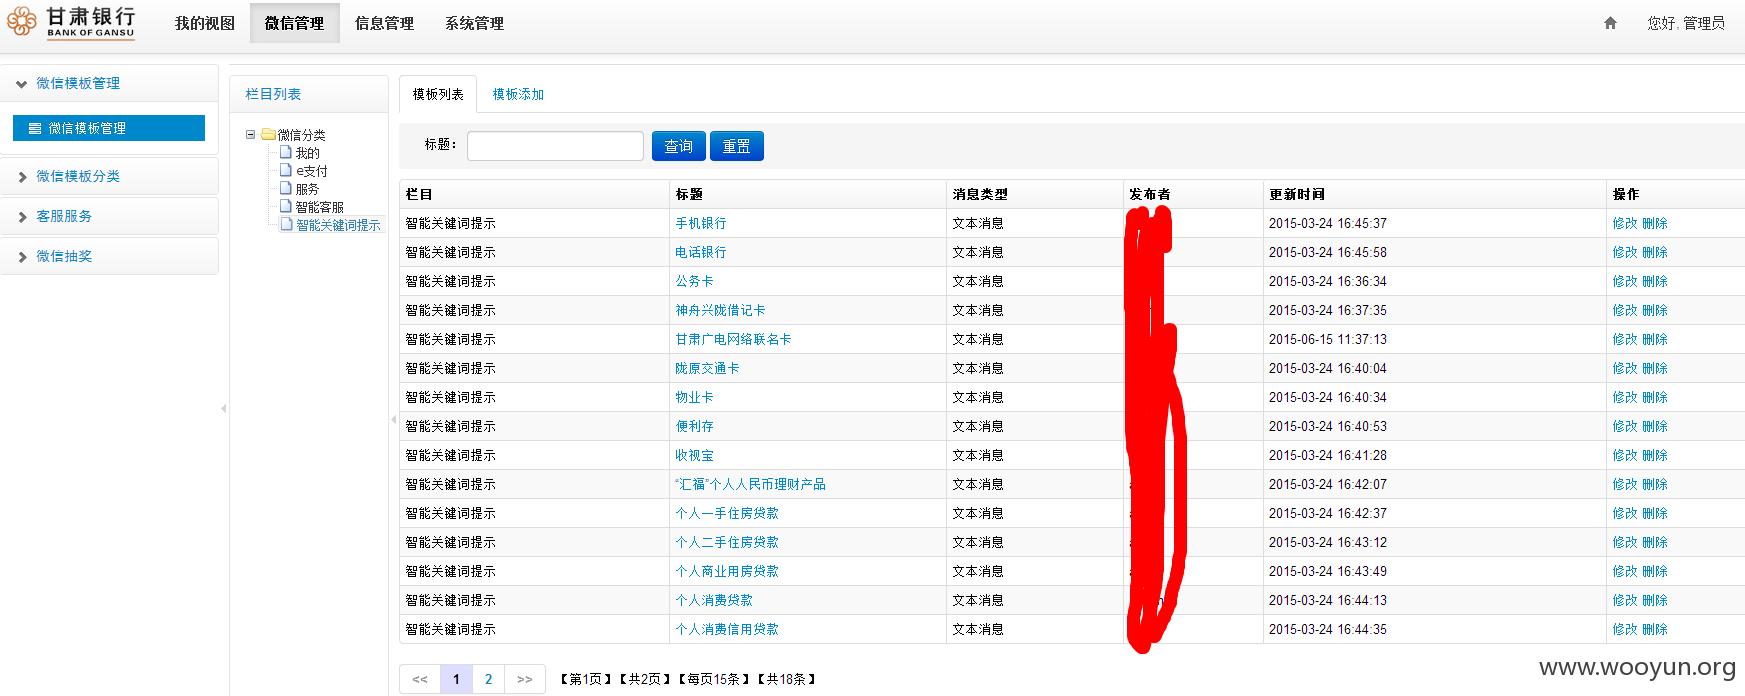 甘肃银行
BANK OF GANSU
我的视图 微信管理 信息管理 系统管理
您好, 管理员
微信模板管理
微信模板管理
微信模板分类
客服服务
微信抽奖
栏目列表
微信分类
我的
e支付
服务
智能客服
智能关键词提示
模板列表 模板添加
标题: 查询 重置
栏目 标题 消息类型 发布者 更新时间 操作
智能关键词提示 手机银行 文本消息 2015-03-24 16:45:37 修改 删除
智能关键词提示 电话银行 文本消息 2015-03-24 16:45:58 修改 删除
智能关键词提示 公务卡 文本消息 2015-03-24 16:36:34 修改 删除
智能关键词提示 神舟兴陇借记卡 文本消息 2015-03-24 16:37:35 修改 删除
智能关键词提示 甘肃广电网络联名卡 文本消息 2015-06-15 11:37:13 修改 删除
智能关键词提示 陇原交通卡 文本消息 2015-03-24 16:40:04 修改 删除
智能关键词提示 物业卡 文本消息 2015-03-24 16:40:34 修改 删除
智能关键词提示 便利存 文本消息 2015-03-24 16:40:53 修改 删除
智能关键词提示 收视宝 文本消息 2015-03-24 16:41:28 修改 删除
智能关键词提示 “汇福”个人人民币理财产品 文本消息 2015-03-24 16:42:07 修改 删除
智能关键词提示 个人一手住房贷款 文本消息 2015-03-24 16:42:37 修改 删除
智能关键词提示 个人二手住房贷款 文本消息 2015-03-24 16:43:12 修改 删除
智能关键词提示 个人商业用房贷款 文本消息 2015-03-24 16:43:49 修改 删除
智能关键词提示 个人消费贷款 文本消息 2015-03-24 16:44:13 修改 删除
智能关键词提示 个人消费信用贷款 文本消息 2015-03-24 16:44:35 修改 删除
<< 1 2 >> 【第1页】【共2页】【每页15条】【共18条】
www.wooyun.org